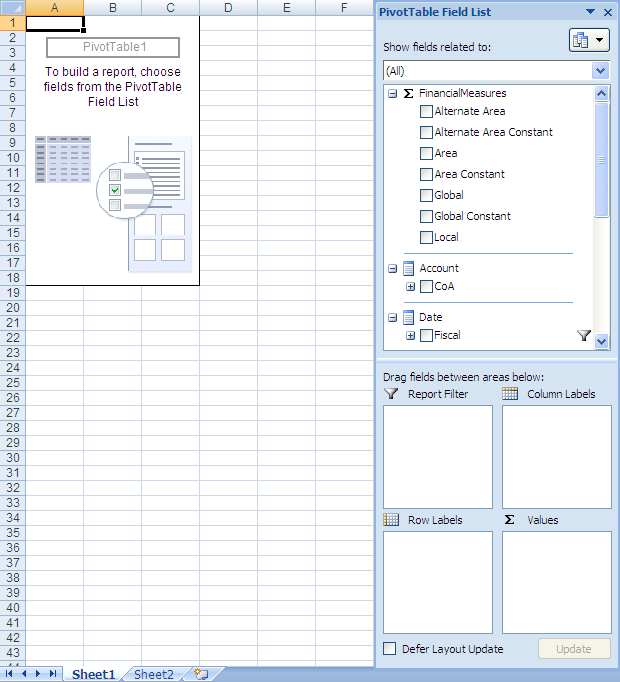 A B C D E F
1
2
3
4
5
6
7
8
9
10
11
12
13
14
15
16
17
18
19
20
21
22
23
24
25
26
27
28
29
30
31
32
33
34
35
36
37
38
39
40
41
42
43
44
PivotTable1
To build a report, choose
fields from the PivotTable
Field List
Sheet1 Sheet2
PivotTable Field List
Show fields related to:
(All)
Σ FinancialMeasures
Alternate Area
Alternate Area Constant
Area
Area Constant
Global
Global Constant
Local
Account
CoA
Date
Fiscal
Drag fields between areas below:
Report Filter Column Labels
Row Labels Σ Values
Defer Layout Update Update